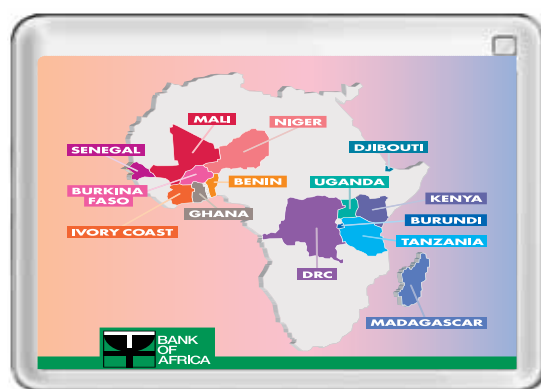 MALI
NIGER
SENEGAL
DJIBOUTI
BURKINA
FASO
BENIN
UGANDA
GHANA
KENYA
IVORY COAST
BURUNDI
TANZANIA
DRC
MADAGASCAR
BANK
OF
AFRICA